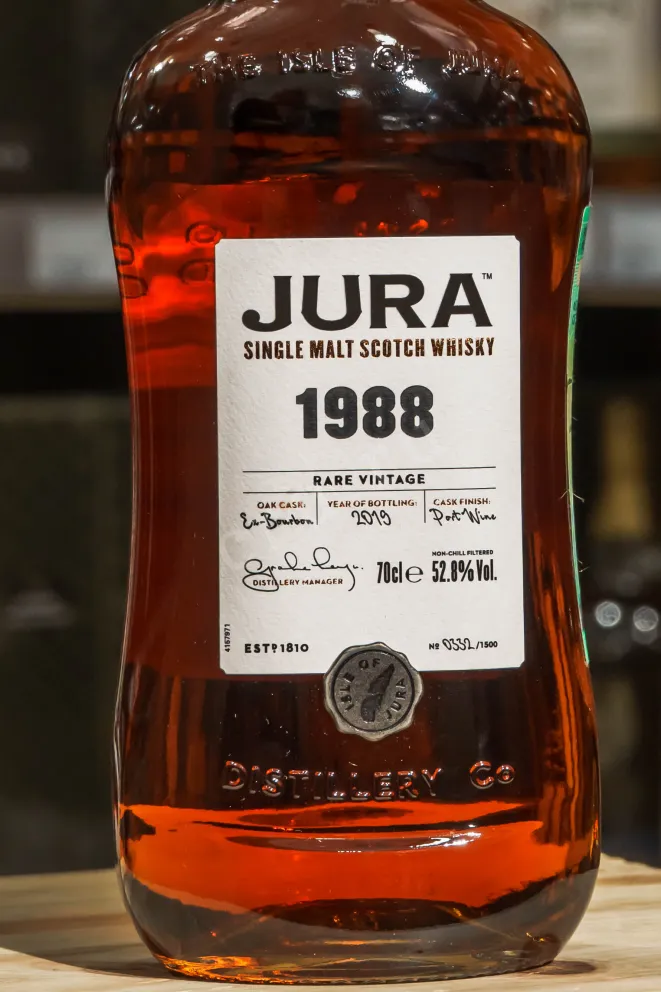 THE ISLE OF JURA
JURA™
SINGLE MALT SCOTCH WHISKY
1988
RARE VINTAGE
OAK CASK:
Ex-Bourbon
YEAR OF BOTTLING:
2019
CASK FINISH:
Port Wine
DISTILLERY MANAGER
70cl e
NON-CHILL FILTERED
52.8% Vol.
4157971
ESTD 1810
No 0332/1500
ISLE OF JURA
DISTILLERY Co